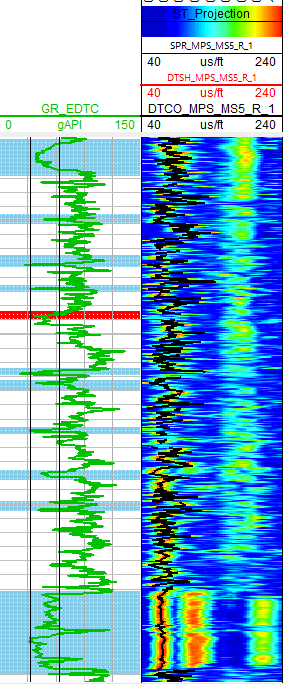 ST_Projection
SPR_MPS_MS5_R_1
40 us/ft 240
DTSH_MPS_MS5_R_1
40 us/ft 240
GR_EDTC
DTCO_MPS_MS5_R_1
0 gAPI 150
40 us/ft 240